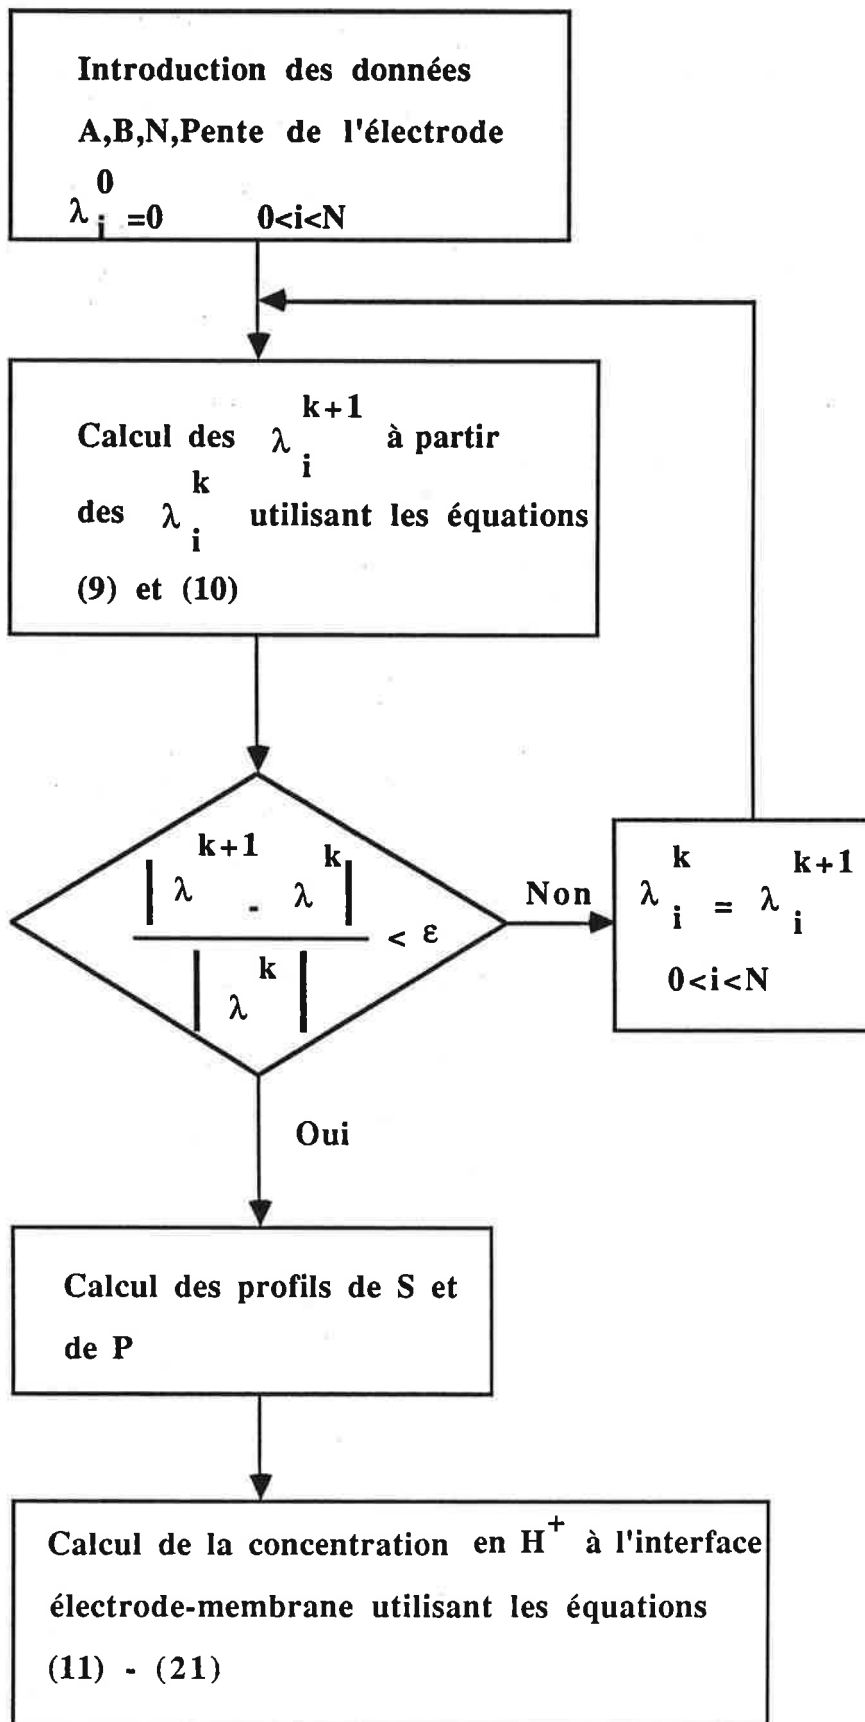 Introduction des données
A,B,N,Pente de l'électrode
λ_i^0 =0 0<i<N
Calcul des λ_i^{k+1} à partir
des λ_i^k utilisant les équations
(9) et (10)
|λ^{k+1} - λ^k|
< ε
|λ^k|
Non
λ_i^k = λ_i^{k+1}
0<i<N
Oui
Calcul des profils de S et
de P
Calcul de la concentration en H^+ à l'interface
électrode-membrane utilisant les équations
(11) - (21)